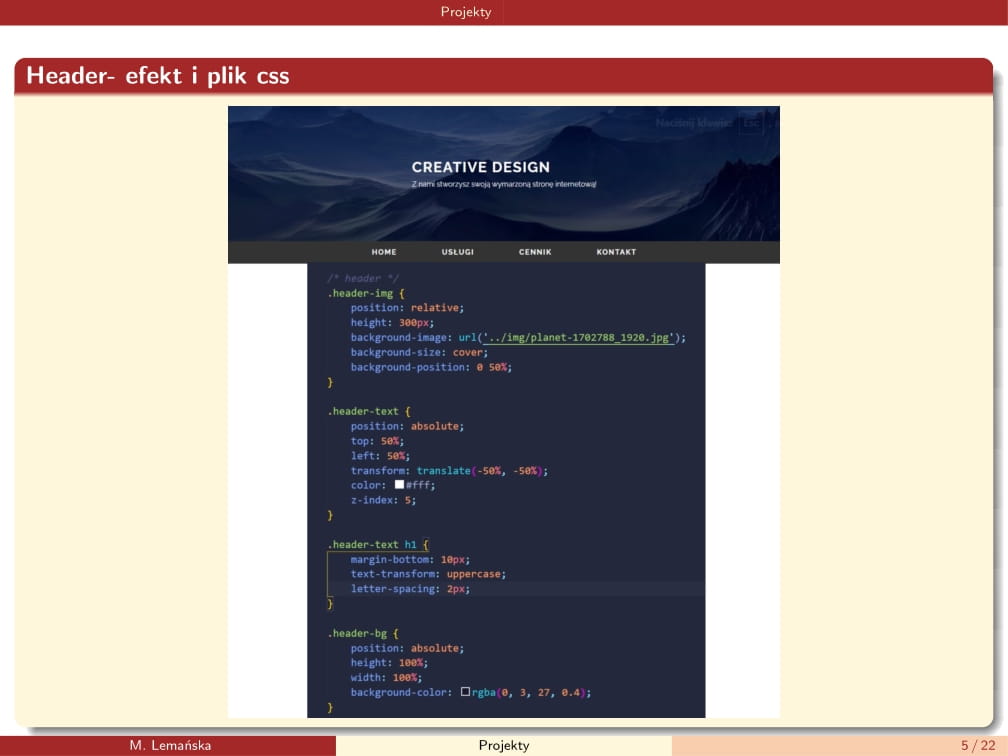 Projekty
Header- efekt i plik css
Naciśnij klawisz Esc
CREATIVE DESIGN
Z nami stworzysz swoją wymarzoną stronę internetową!
HOME USŁUGI CENNIK KONTAKT
/* header */
.header-img {
position: relative;
height: 300px;
background-image: url('../img/planet-1702788_1920.jpg');
background-size: cover;
background-position: 0 50%;
}
.header-text {
position: absolute;
top: 50%;
left: 50%;
transform: translate(-50%, -50%);
color: #fff;
z-index: 5;
}
.header-text h1 {
margin-bottom: 10px;
text-transform: uppercase;
letter-spacing: 2px;
}
.header-bg {
position: absolute;
height: 100%;
width: 100%;
background-color: rgba(0, 3, 27, 0.4);
}
M. Lemańska Projekty 5 / 22